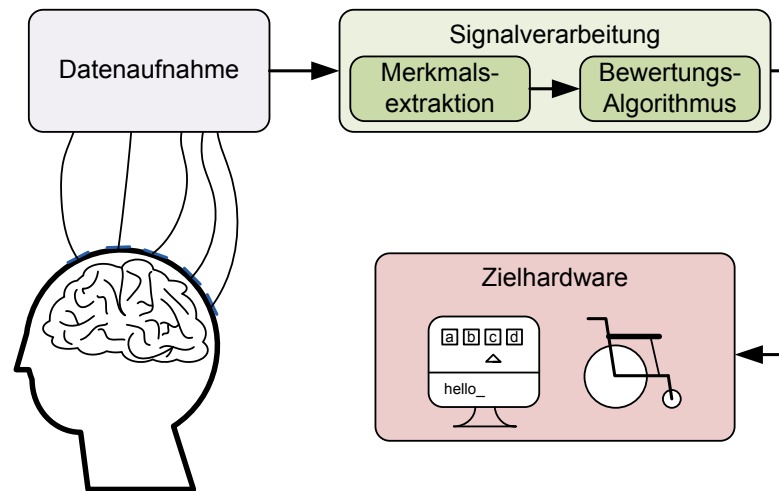 Datenaufnahme
Signalverarbeitung
Merkmals-
extraktion
Bewertungs-
Algorithmus
Zielhardware
a b c d
hello_